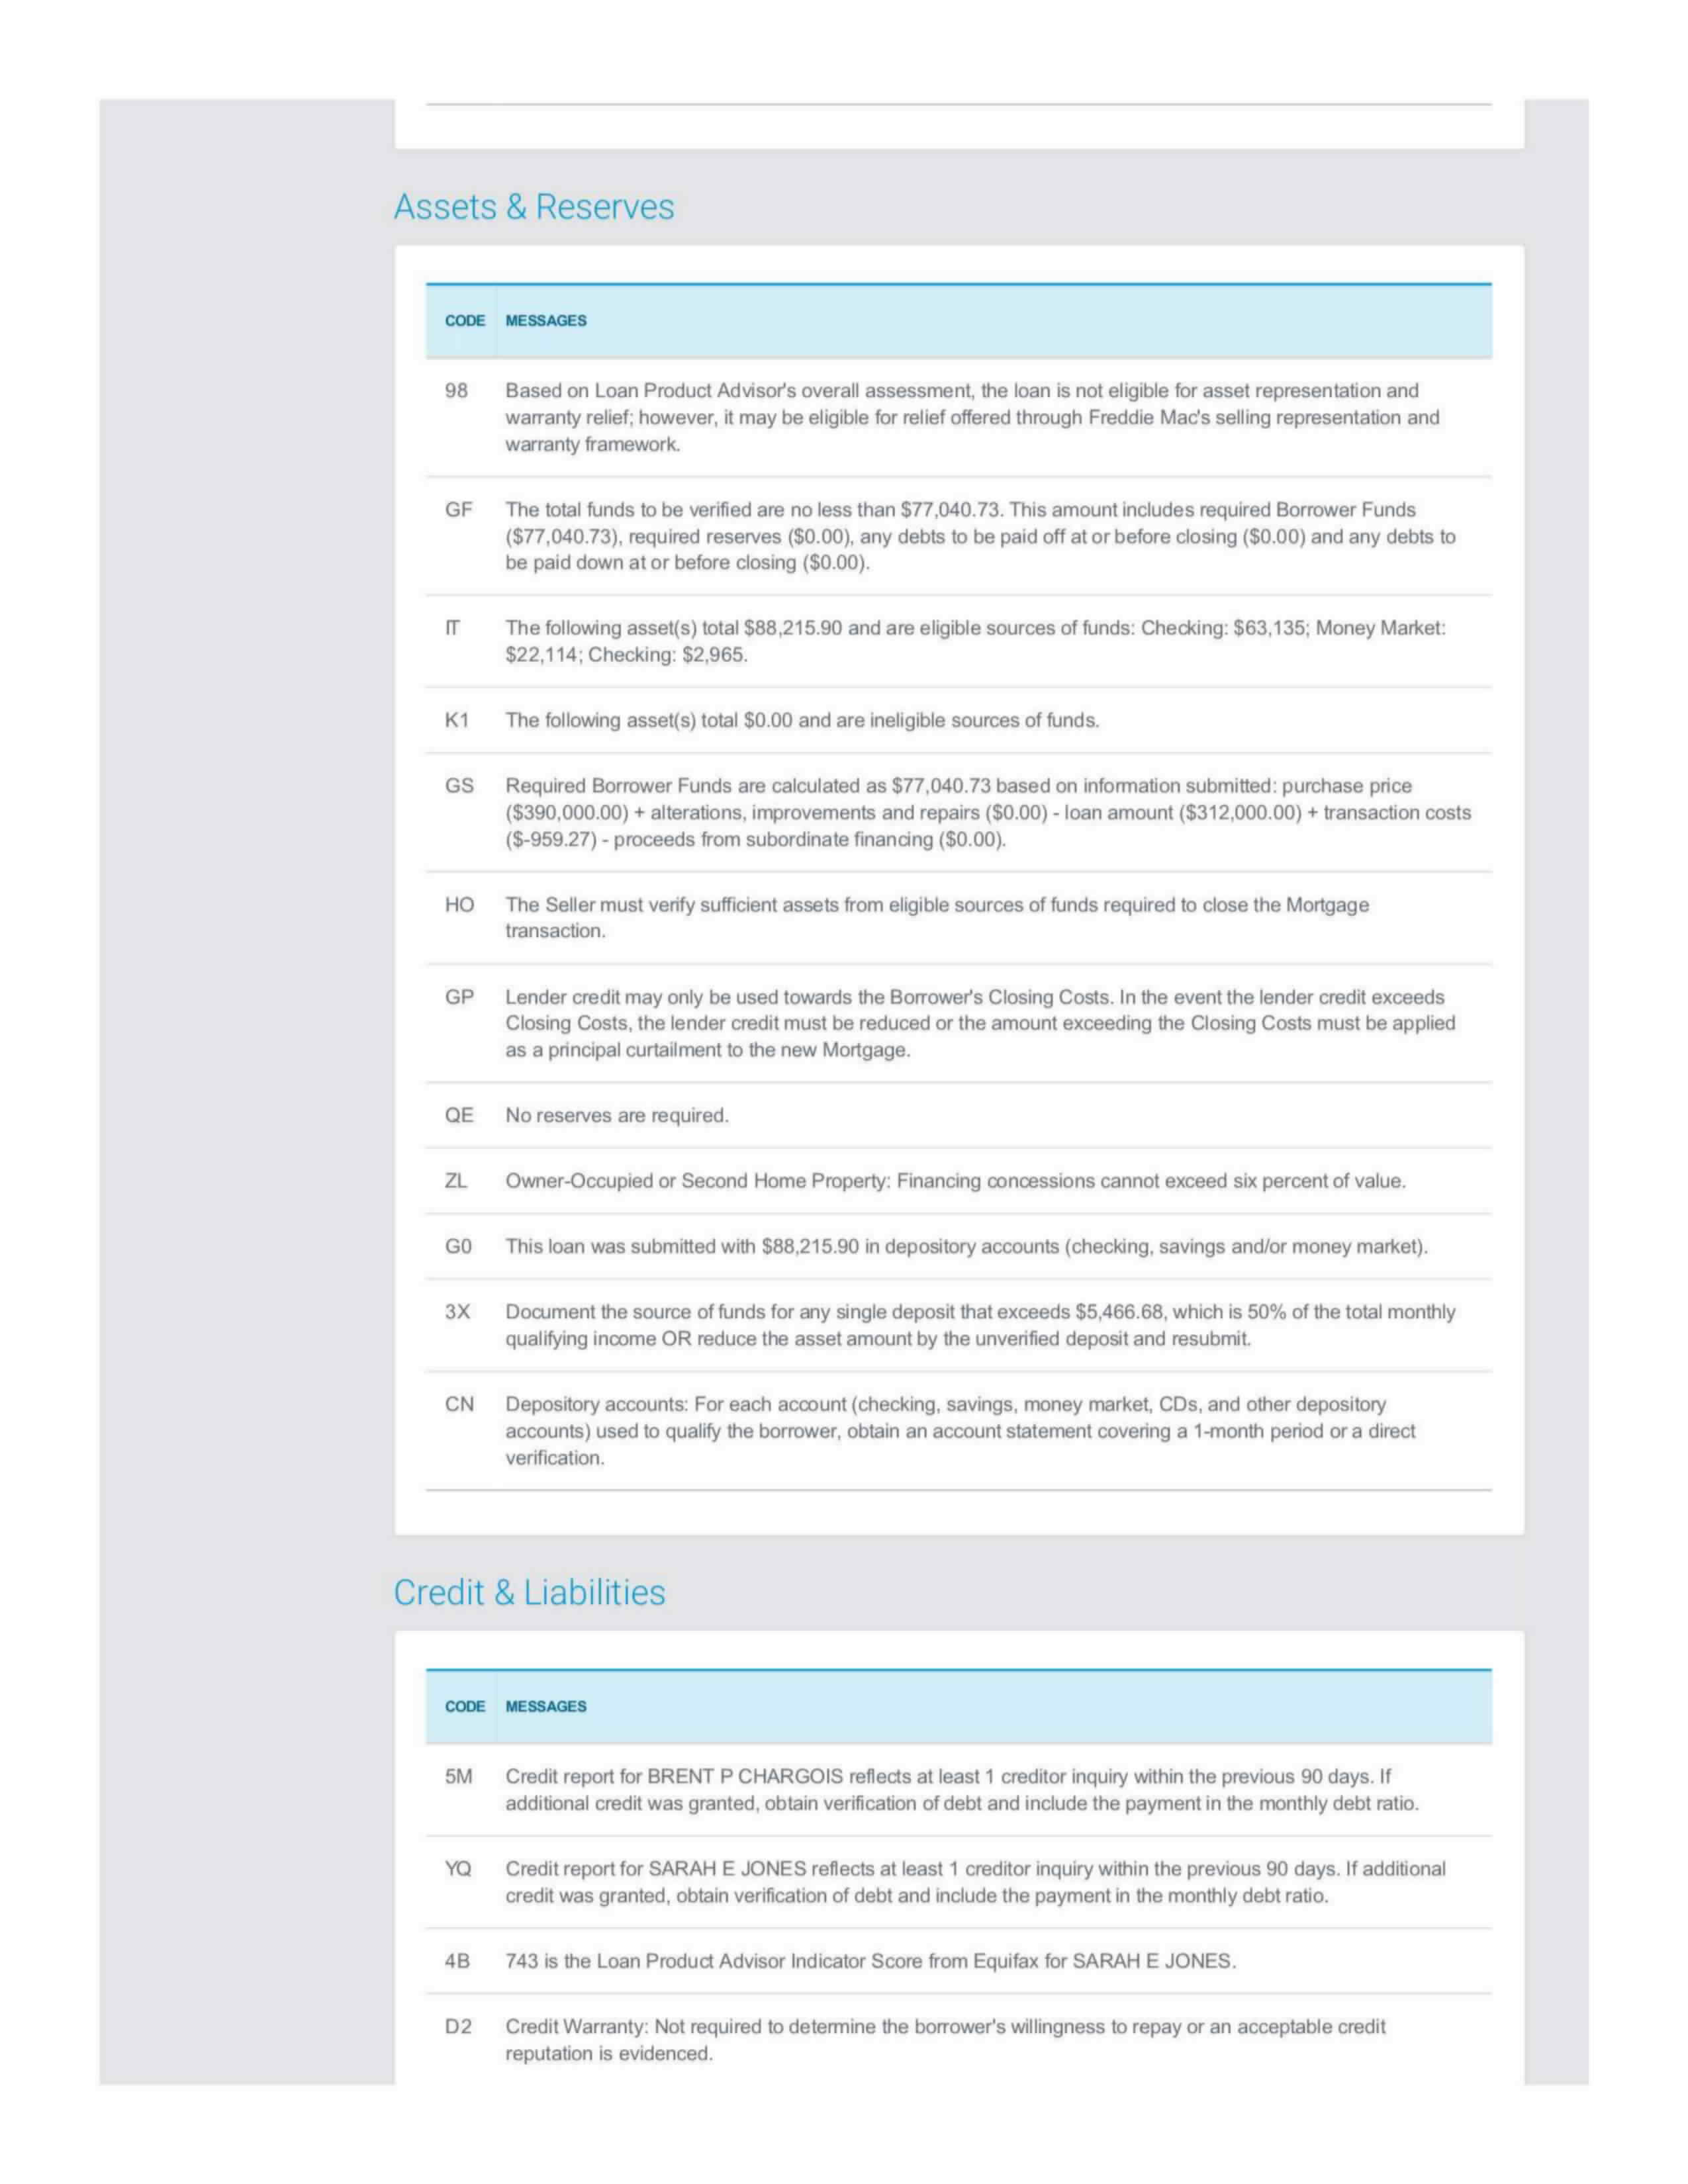 Assets & Reserves
CODE MESSAGES
98 Based on Loan Product Advisor's overall assessment, the loan is not eligible for asset representation and
warranty relief; however, it may be eligible for relief offered through Freddie Mac's selling representation and
warranty framework.
GF The total funds to be verified are no less than $77,040.73. This amount includes required Borrower Funds
($77,040.73), required reserves ($0.00), any debts to be paid off at or before closing ($0.00) and any debts to
be paid down at or before closing ($0.00).
IT The following asset(s) total $88,215.90 and are eligible sources of funds: Checking: $63,135; Money Market:
$22,114; Checking: $2,965.
K1 The following asset(s) total $0.00 and are ineligible sources of funds.
GS Required Borrower Funds are calculated as $77,040.73 based on information submitted: purchase price
($390,000.00) + alterations, improvements and repairs ($0.00) - loan amount ($312,000.00) + transaction costs
($-959.27) - proceeds from subordinate financing ($0.00).
HO The Seller must verify sufficient assets from eligible sources of funds required to close the Mortgage
transaction.
GP Lender credit may only be used towards the Borrower's Closing Costs. In the event the lender credit exceeds
Closing Costs, the lender credit must be reduced or the amount exceeding the Closing Costs must be applied
as a principal curtailment to the new Mortgage.
QE No reserves are required.
ZL Owner-Occupied or Second Home Property: Financing concessions cannot exceed six percent of value.
G0 This loan was submitted with $88,215.90 in depository accounts (checking, savings and/or money market).
3X Document the source of funds for any single deposit that exceeds $5,466.68, which is 50% of the total monthly
qualifying income OR reduce the asset amount by the unverified deposit and resubmit.
CN Depository accounts: For each account (checking, savings, money market, CDs, and other depository
accounts) used to qualify the borrower, obtain an account statement covering a 1-month period or a direct
verification.
Credit & Liabilities
CODE MESSAGES
5M Credit report for BRENT P CHARGOIS reflects at least 1 creditor inquiry within the previous 90 days. If
additional credit was granted, obtain verification of debt and include the payment in the monthly debt ratio.
YQ Credit report for SARAH E JONES reflects at least 1 creditor inquiry within the previous 90 days. If additional
credit was granted, obtain verification of debt and include the payment in the monthly debt ratio.
4B 743 is the Loan Product Advisor Indicator Score from Equifax for SARAH E JONES.
D2 Credit Warranty: Not required to determine the borrower's willingness to repay or an acceptable credit
reputation is evidenced.